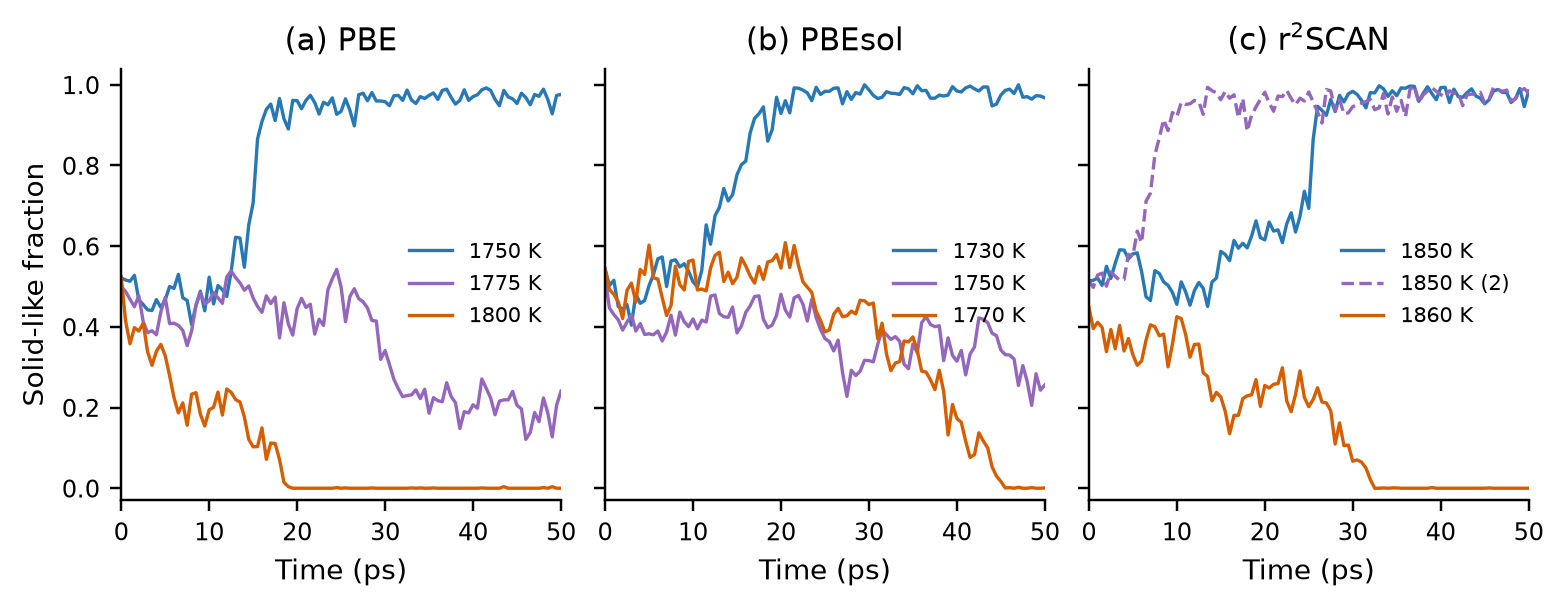 (a) PBE
(b) PBEsol
(c) r²SCAN
Solid-like fraction
1.0
0.8
0.6
0.4
0.2
0.0
1750 K
1775 K
1800 K
1730 K
1750 K
1770 K
1850 K
1850 K (2)
1860 K
0 10 20 30 40 50
0 10 20 30 40 50
0 10 20 30 40 50
Time (ps)
Time (ps)
Time (ps)